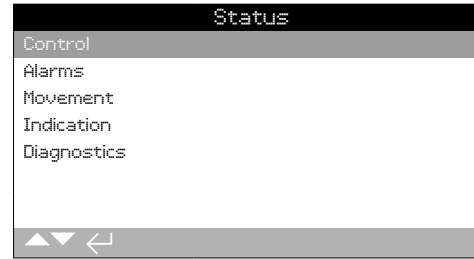 Status
Control
Alarms
Movement
Indication
Diagnostics